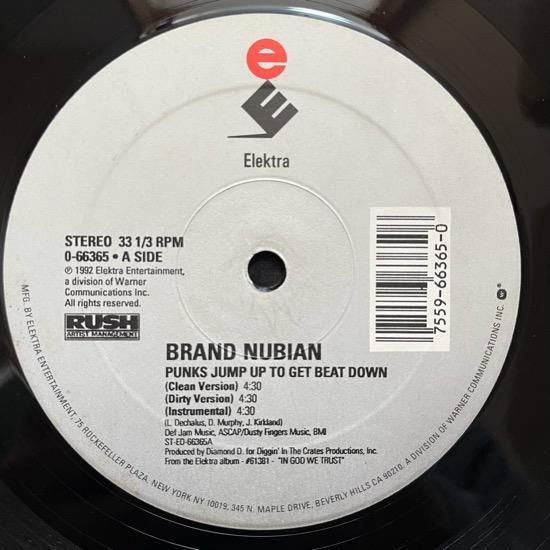 e
E
Elektra
STEREO 33 1/3 RPM
0-66365 • A SIDE
℗ 1992 Elektra Entertainment,
a division of Warner
Communications Inc.
All rights reserved.
RUSH
ARTIST MANAGEMENT
7559-66365-0
BRAND NUBIAN
PUNKS JUMP UP TO GET BEAT DOWN
(Clean Version) 4:30
(Dirty Version) 4:30
(Instrumental) 4:30
(L. Dechalus, D. Murphy, J. Kirkland)
Def Jam Music, ASCAP/Dusty Fingers Music, BMI
ST-ED-66365A
Produced by Diamond D. for Diggin' In The Crates Productions, Inc.
From the Elektra album - #61381 - "IN GOD WE TRUST"
MFG. BY ELEKTRA ENTERTAINMENT, 75 ROCKEFELLER PLAZA, NEW YORK NY 10019, 345 N. MAPLE DRIVE, BEVERLY HILLS CA 90210, A DIVISION OF WARNER COMMUNICATIONS INC.